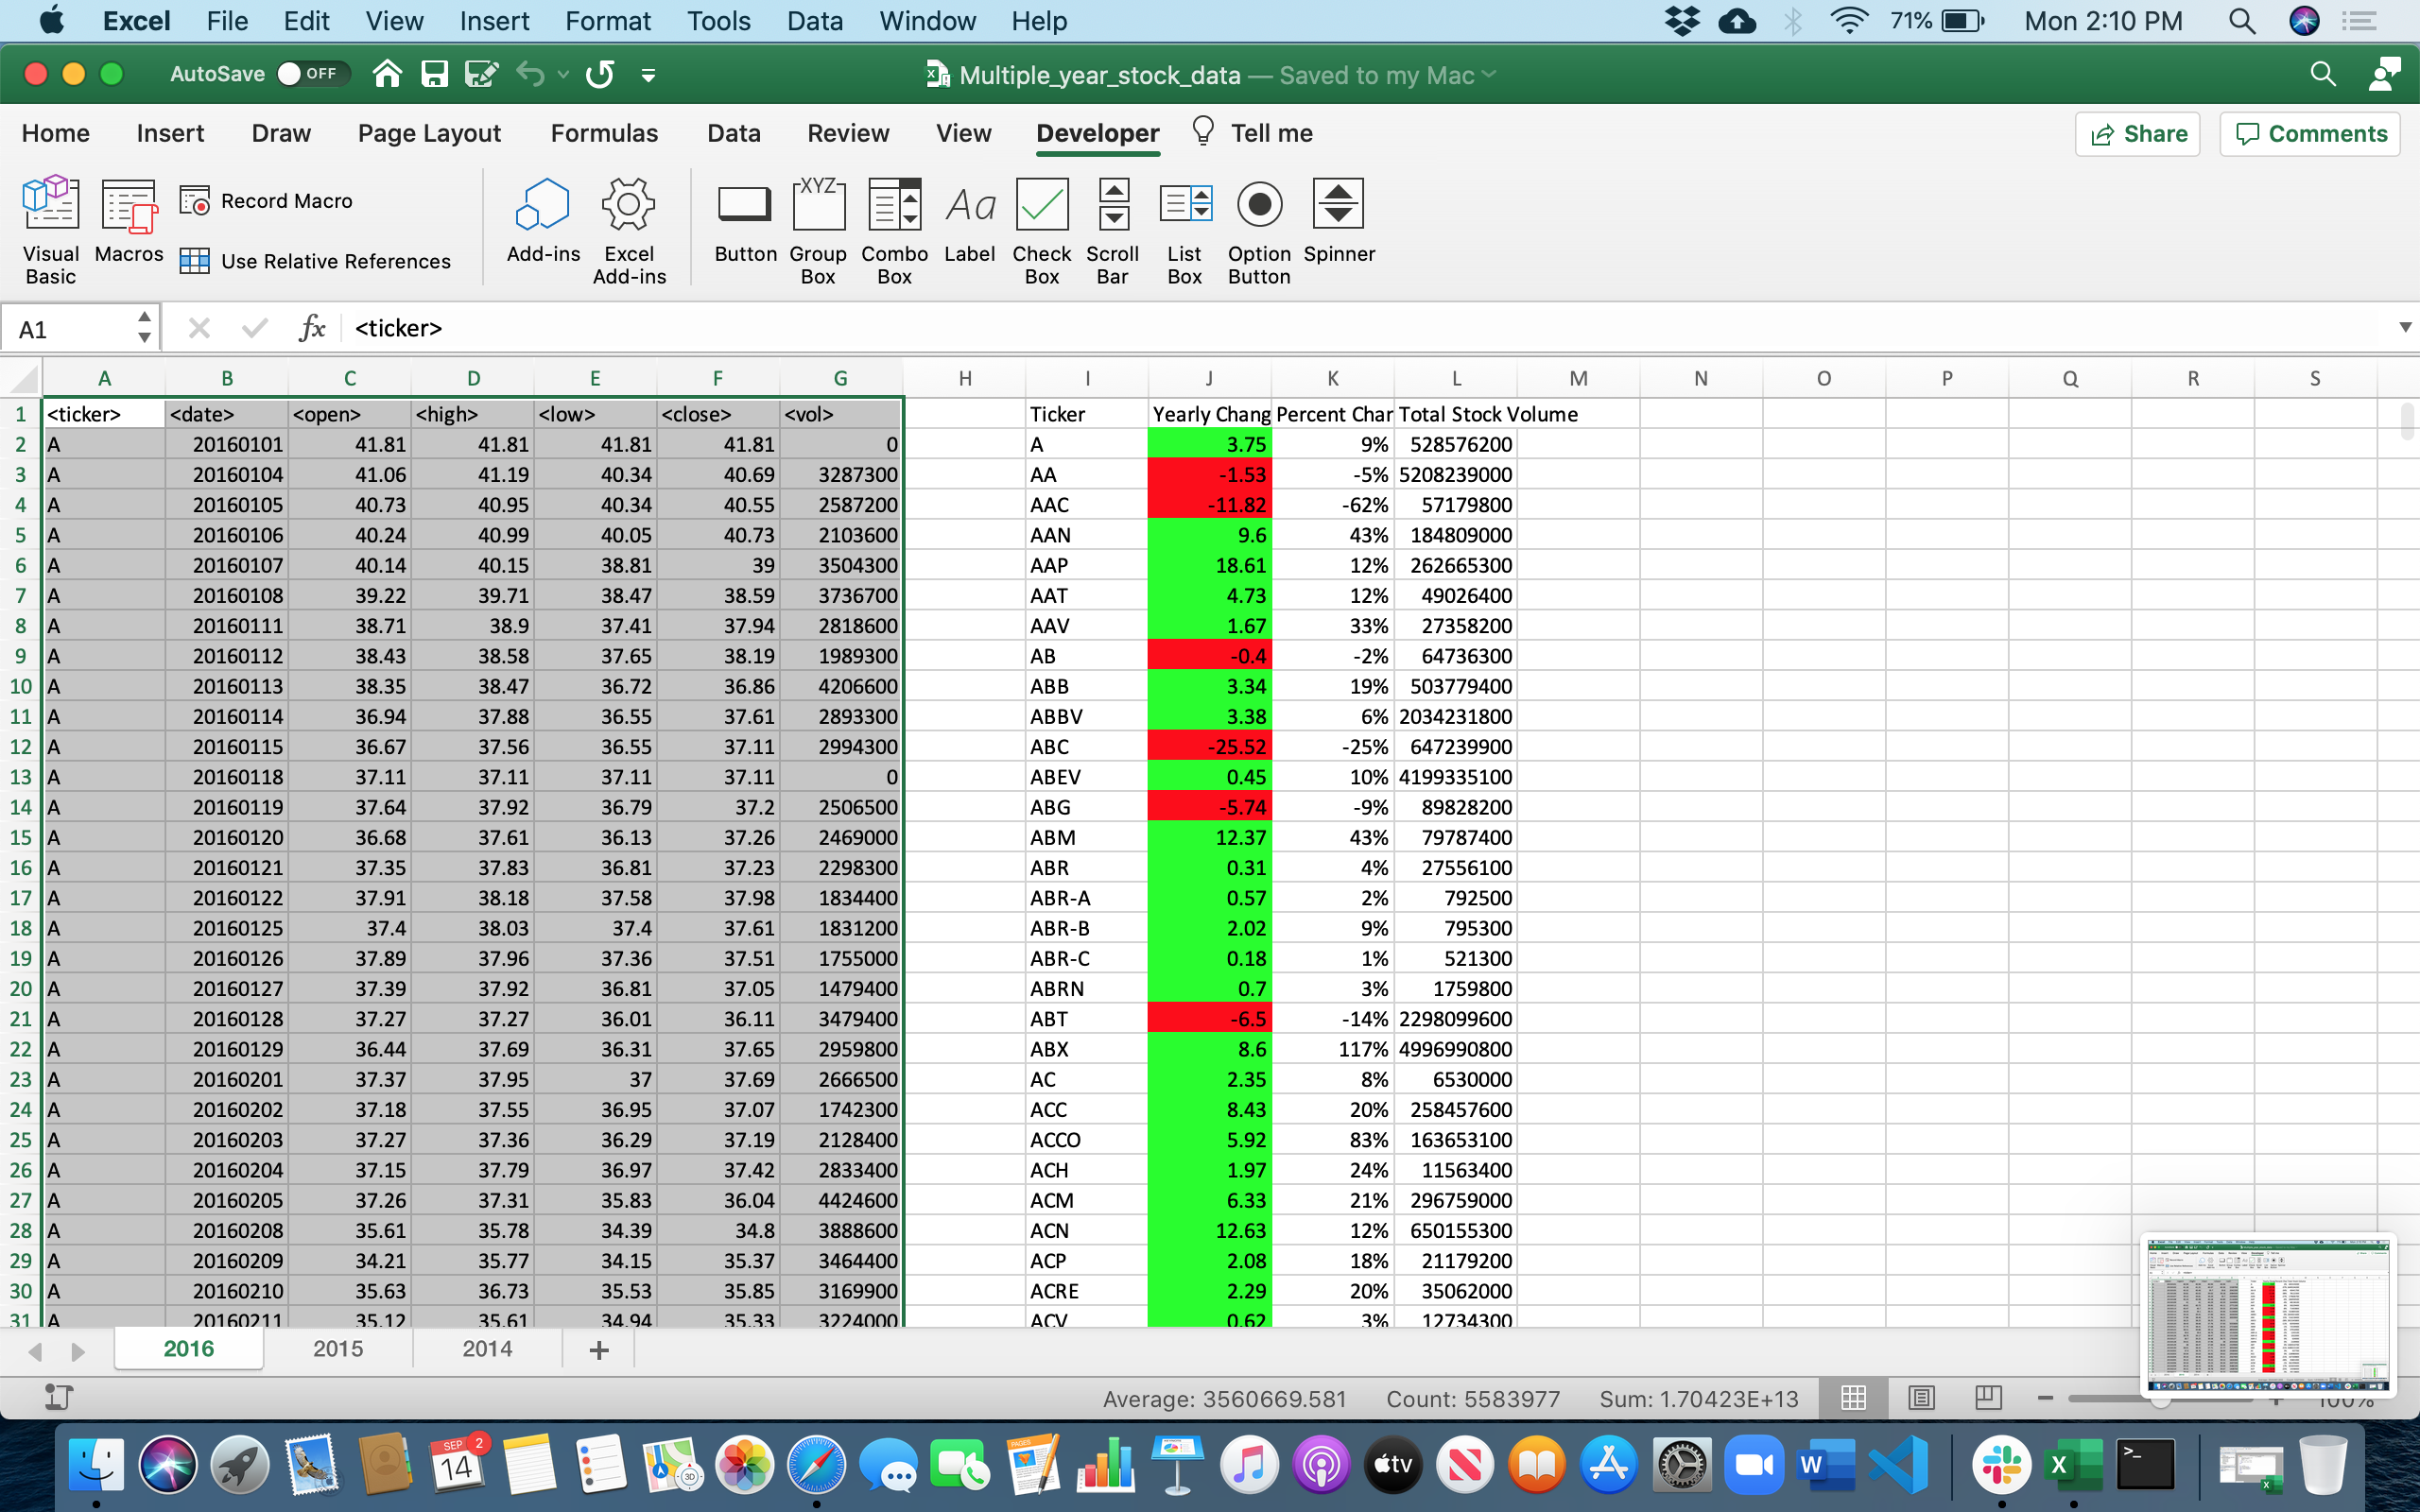 Excel File Edit View Insert Format Tools Data Window Help 71% Mon 2:10 PM
AutoSave OFF Multiple_year_stock_data — Saved to my Mac
Home Insert Draw Page Layout Formulas Data Review View Developer Tell me Share Comments
Visual Basic Macros Record Macro Use Relative References Add-ins Excel Add-ins Button Group Box Combo Box Label Check Box Scroll Bar List Box Option Button Spinner
A1 fx <ticker>
A B C D E F G H I J K L M N O P Q R S
1 <ticker> <date> <open> <high> <low> <close> <vol> Ticker Yearly Chang Percent Char Total Stock Volume
2 A 20160101 41.81 41.81 41.81 41.81 0 A 3.75 9% 528576200
3 A 20160104 41.06 41.19 40.34 40.69 3287300 AA -1.53 -5% 5208239000
4 A 20160105 40.73 40.95 40.34 40.55 2587200 AAC -11.82 -62% 57179800
5 A 20160106 40.24 40.99 40.05 40.73 2103600 AAN 9.6 43% 184809000
6 A 20160107 40.14 40.15 38.81 39 3504300 AAP 18.61 12% 262665300
7 A 20160108 39.22 39.71 38.47 38.59 3736700 AAT 4.73 12% 49026400
8 A 20160111 38.71 38.9 37.41 37.94 2818600 AAV 1.67 33% 27358200
9 A 20160112 38.43 38.58 37.65 38.19 1989300 AB -0.4 -2% 64736300
10 A 20160113 38.35 38.47 36.72 36.86 4206600 ABB 3.34 19% 503779400
11 A 20160114 36.94 37.88 36.55 37.61 2893300 ABBV 3.38 6% 2034231800
12 A 20160115 36.67 37.56 36.55 37.11 2994300 ABC -25.52 -25% 647239900
13 A 20160118 37.11 37.11 37.11 37.11 0 ABEV 0.45 10% 4199335100
14 A 20160119 37.64 37.92 36.79 37.2 2506500 ABG -5.74 -9% 89828200
15 A 20160120 36.68 37.61 36.13 37.26 2469000 ABM 12.37 43% 79787400
16 A 20160121 37.35 37.83 36.81 37.23 2298300 ABR 0.31 4% 27556100
17 A 20160122 37.91 38.18 37.58 37.98 1834400 ABR-A 0.57 2% 792500
18 A 20160125 37.4 38.03 37.4 37.61 1831200 ABR-B 2.02 9% 795300
19 A 20160126 37.89 37.96 37.36 37.51 1755000 ABR-C 0.18 1% 521300
20 A 20160127 37.39 37.92 36.81 37.05 1479400 ABRN 0.7 3% 1759800
21 A 20160128 37.27 37.27 36.01 36.11 3479400 ABT -6.5 -14% 2298099600
22 A 20160129 36.44 37.69 36.31 37.65 2959800 ABX 8.6 117% 4996990800
23 A 20160201 37.37 37.95 37 37.69 2666500 AC 2.35 8% 6530000
24 A 20160202 37.18 37.55 36.95 37.07 1742300 ACC 8.43 20% 258457600
25 A 20160203 37.27 37.36 36.29 37.19 2128400 ACCO 5.92 83% 163653100
26 A 20160204 37.15 37.79 36.97 37.42 2833400 ACH 1.97 24% 11563400
27 A 20160205 37.26 37.31 35.83 36.04 4424600 ACM 6.33 21% 296759000
28 A 20160208 35.61 35.78 34.39 34.8 3888600 ACN 12.63 12% 650155300
29 A 20160209 34.21 35.77 34.15 35.37 3464400 ACP 2.08 18% 21179200
30 A 20160210 35.63 36.73 35.53 35.85 3169900 ACRE 2.29 20% 35062000
31 A 20160211 35.12 35.61 34.94 35.33 3224000 ACV 0.62 3% 12734300
2016 2015 2014
Average: 3560669.581 Count: 5583977 Sum: 1.70423E+13 100%
SEP 14 2 PAGES 3D tv W X >_